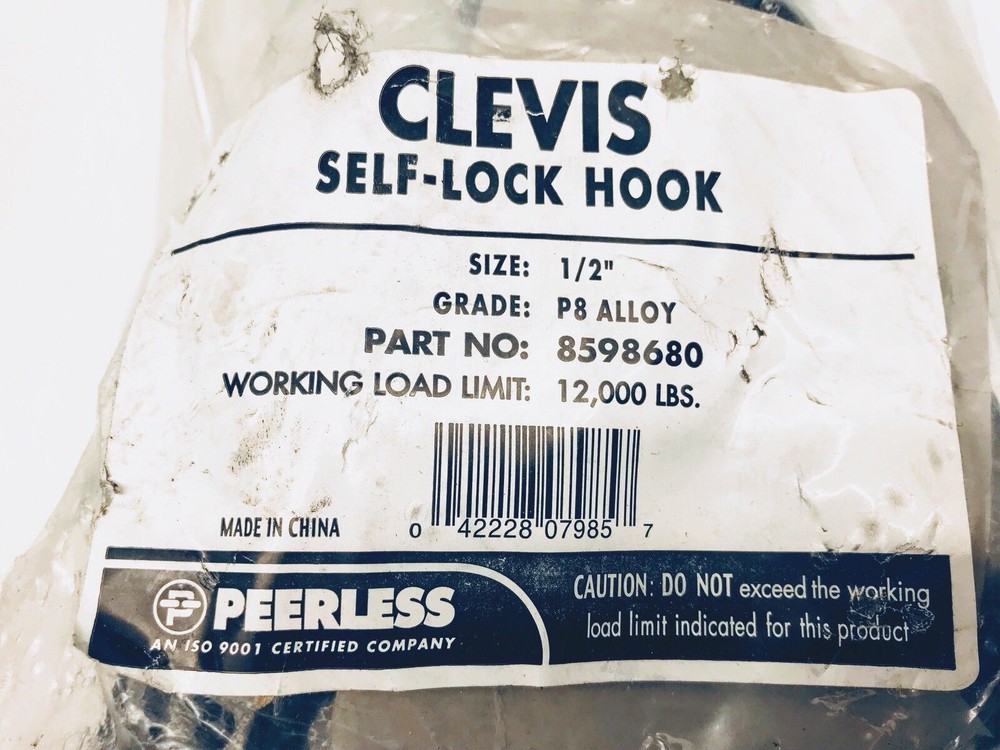 CLEVIS
SELF-LOCK HOOK
SIZE: 1/2"
GRADE: P8 ALLOY
PART NO: 8598680
WORKING LOAD LIMIT: 12,000 LBS.
MADE IN CHINA
0 42228 07985 7
PEERLESS
AN ISO 9001 CERTIFIED COMPANY
CAUTION: DO NOT exceed the working
load limit indicated for this product